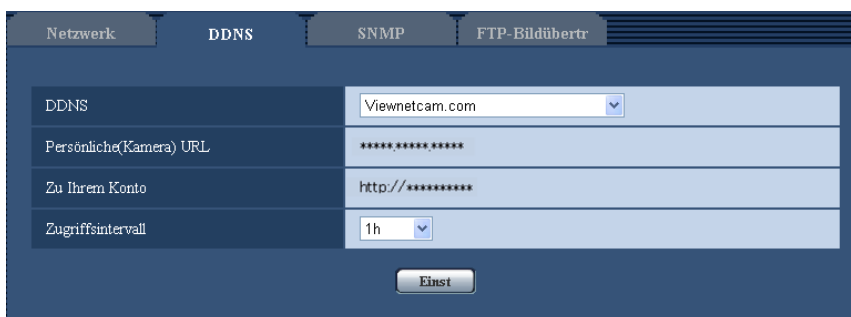 Netzwerk DDNS SNMP FTP-Bildübertr
DDNS Viewnetcam.com
Persönliche(Kamera) URL *****.*****.*****
Zu Ihrem Konto http://**********
Zugriffsintervall 1h
Einst